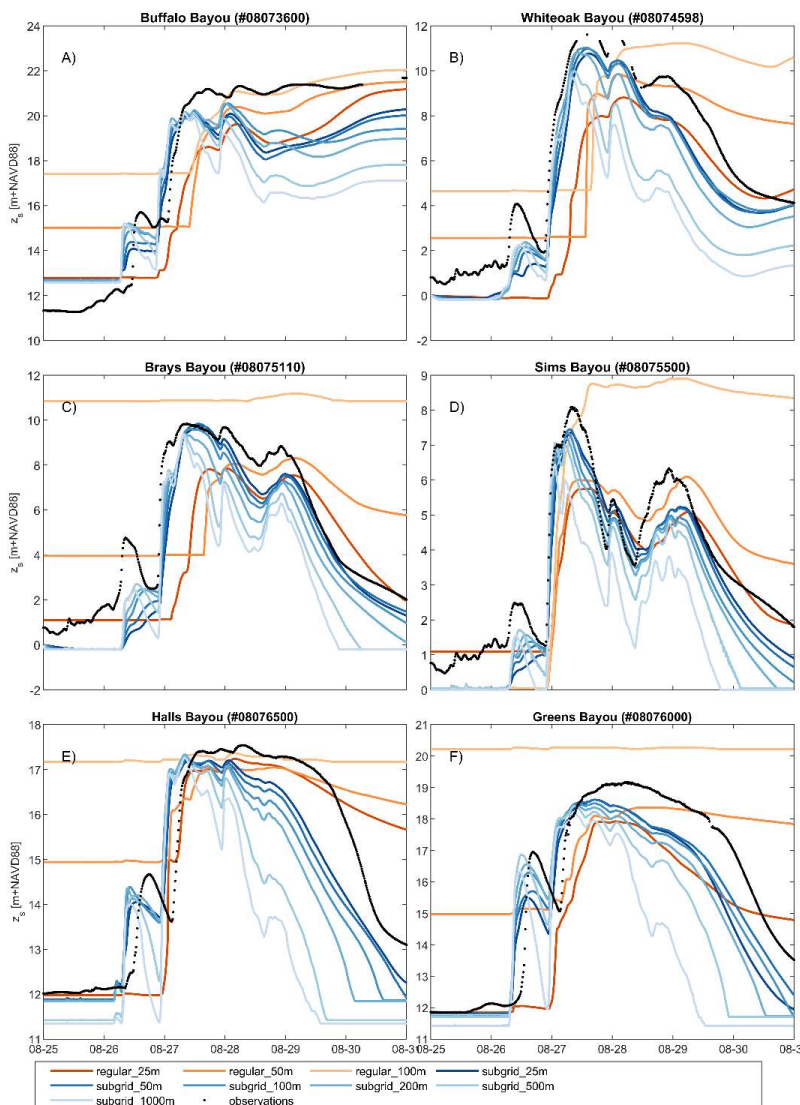 Buffalo Bayou (#08073600)
Whiteoak Bayou (#08074598)
A)
B)
z_s [m+NAVD88]
24
22
20
18
16
14
12
10
12
10
8
6
4
2
0
-2
Brays Bayou (#08075110)
Sims Bayou (#08075500)
C)
D)
z_s [m+NAVD88]
12
10
8
6
4
2
0
-2
9
8
7
6
5
4
3
2
1
0
Halls Bayou (#08076500)
Greens Bayou (#08076000)
E)
F)
z_s [m+NAVD88]
18
17
16
15
14
13
12
11
21
20
19
18
17
16
15
14
13
12
11
08-25 08-26 08-27 08-28 08-29 08-30 08-31
08-25 08-26 08-27 08-28 08-29 08-30 08-3
regular_25m regular_50m regular_100m subgrid_25m
subgrid_50m subgrid_100m subgrid_200m subgrid_500m
subgrid_1000m observations